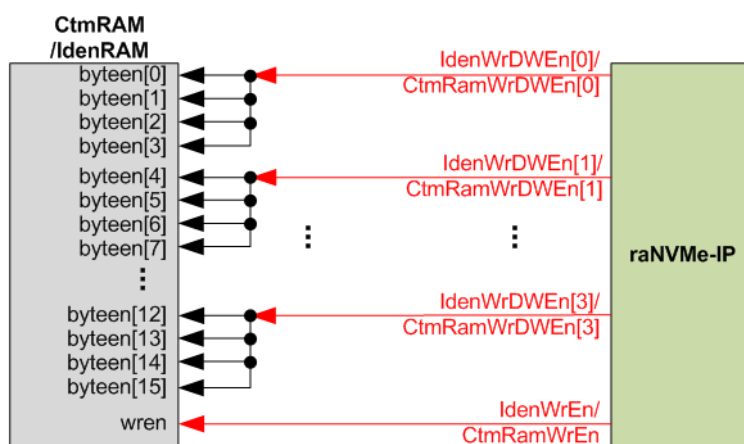 CtmRAM
/IdenRAM
byteen[0]
byteen[1]
byteen[2]
byteen[3]
byteen[4]
byteen[5]
byteen[6]
byteen[7]
byteen[12]
byteen[13]
byteen[14]
byteen[15]
wren
IdenWrDWEn[0]/
CtmRamWrDWEn[0]
IdenWrDWEn[1]/
CtmRamWrDWEn[1]
IdenWrDWEn[3]/
CtmRamWrDWEn[3]
IdenWrEn/
CtmRamWrEn
raNVMe-IP